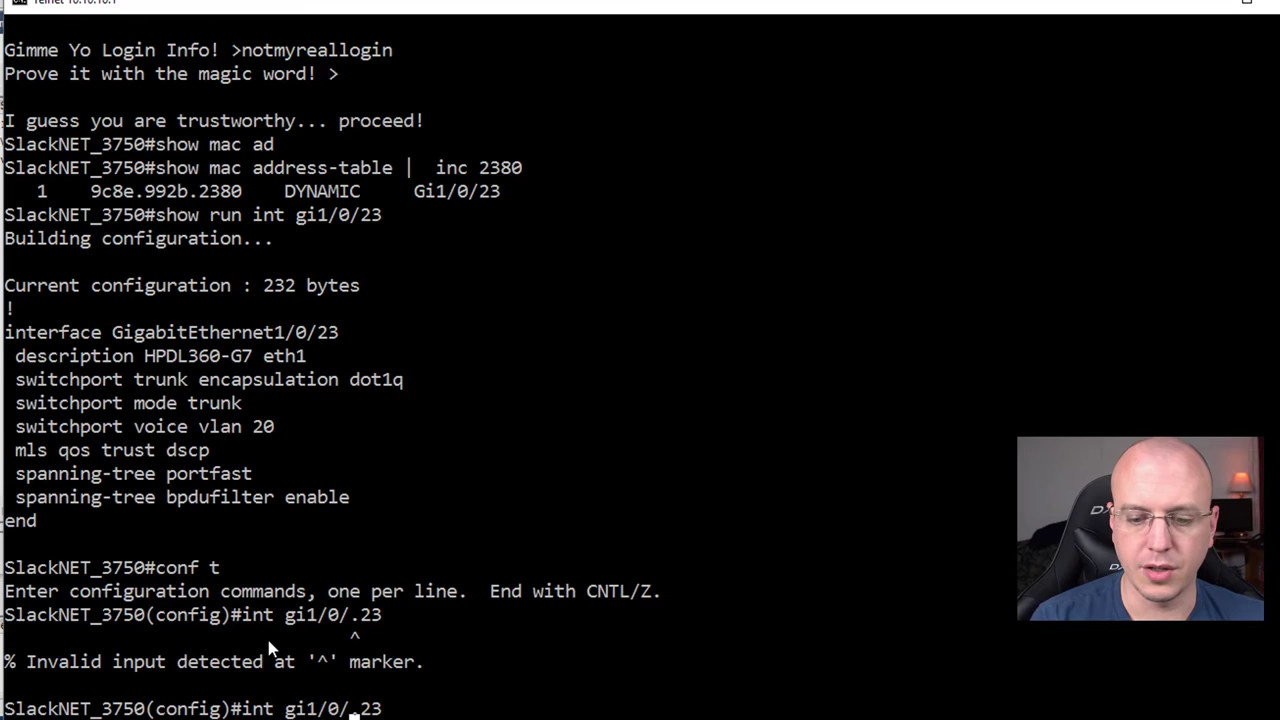 Telnet 10.10.10.1
Gimme Yo Login Info! >notmyreallogin
Prove it with the magic word! >
I guess you are trustworthy... proceed!
SlackNET_3750#show mac ad
SlackNET_3750#show mac address-table |  inc 2380
   1    9c8e.992b.2380    DYNAMIC     Gi1/0/23
SlackNET_3750#show run int gi1/0/23
Building configuration...
Current configuration : 232 bytes
!
interface GigabitEthernet1/0/23
 description HPDL360-G7 eth1
 switchport trunk encapsulation dot1q
 switchport mode trunk
 switchport voice vlan 20
 mls qos trust dscp
 spanning-tree portfast
 spanning-tree bpdufilter enable
end
SlackNET_3750#conf t
Enter configuration commands, one per line.  End with CNTL/Z.
SlackNET_3750(config)#int gi1/0/.23
^
% Invalid input detected at '^' marker.
SlackNET_3750(config)#int gi1/0/.23